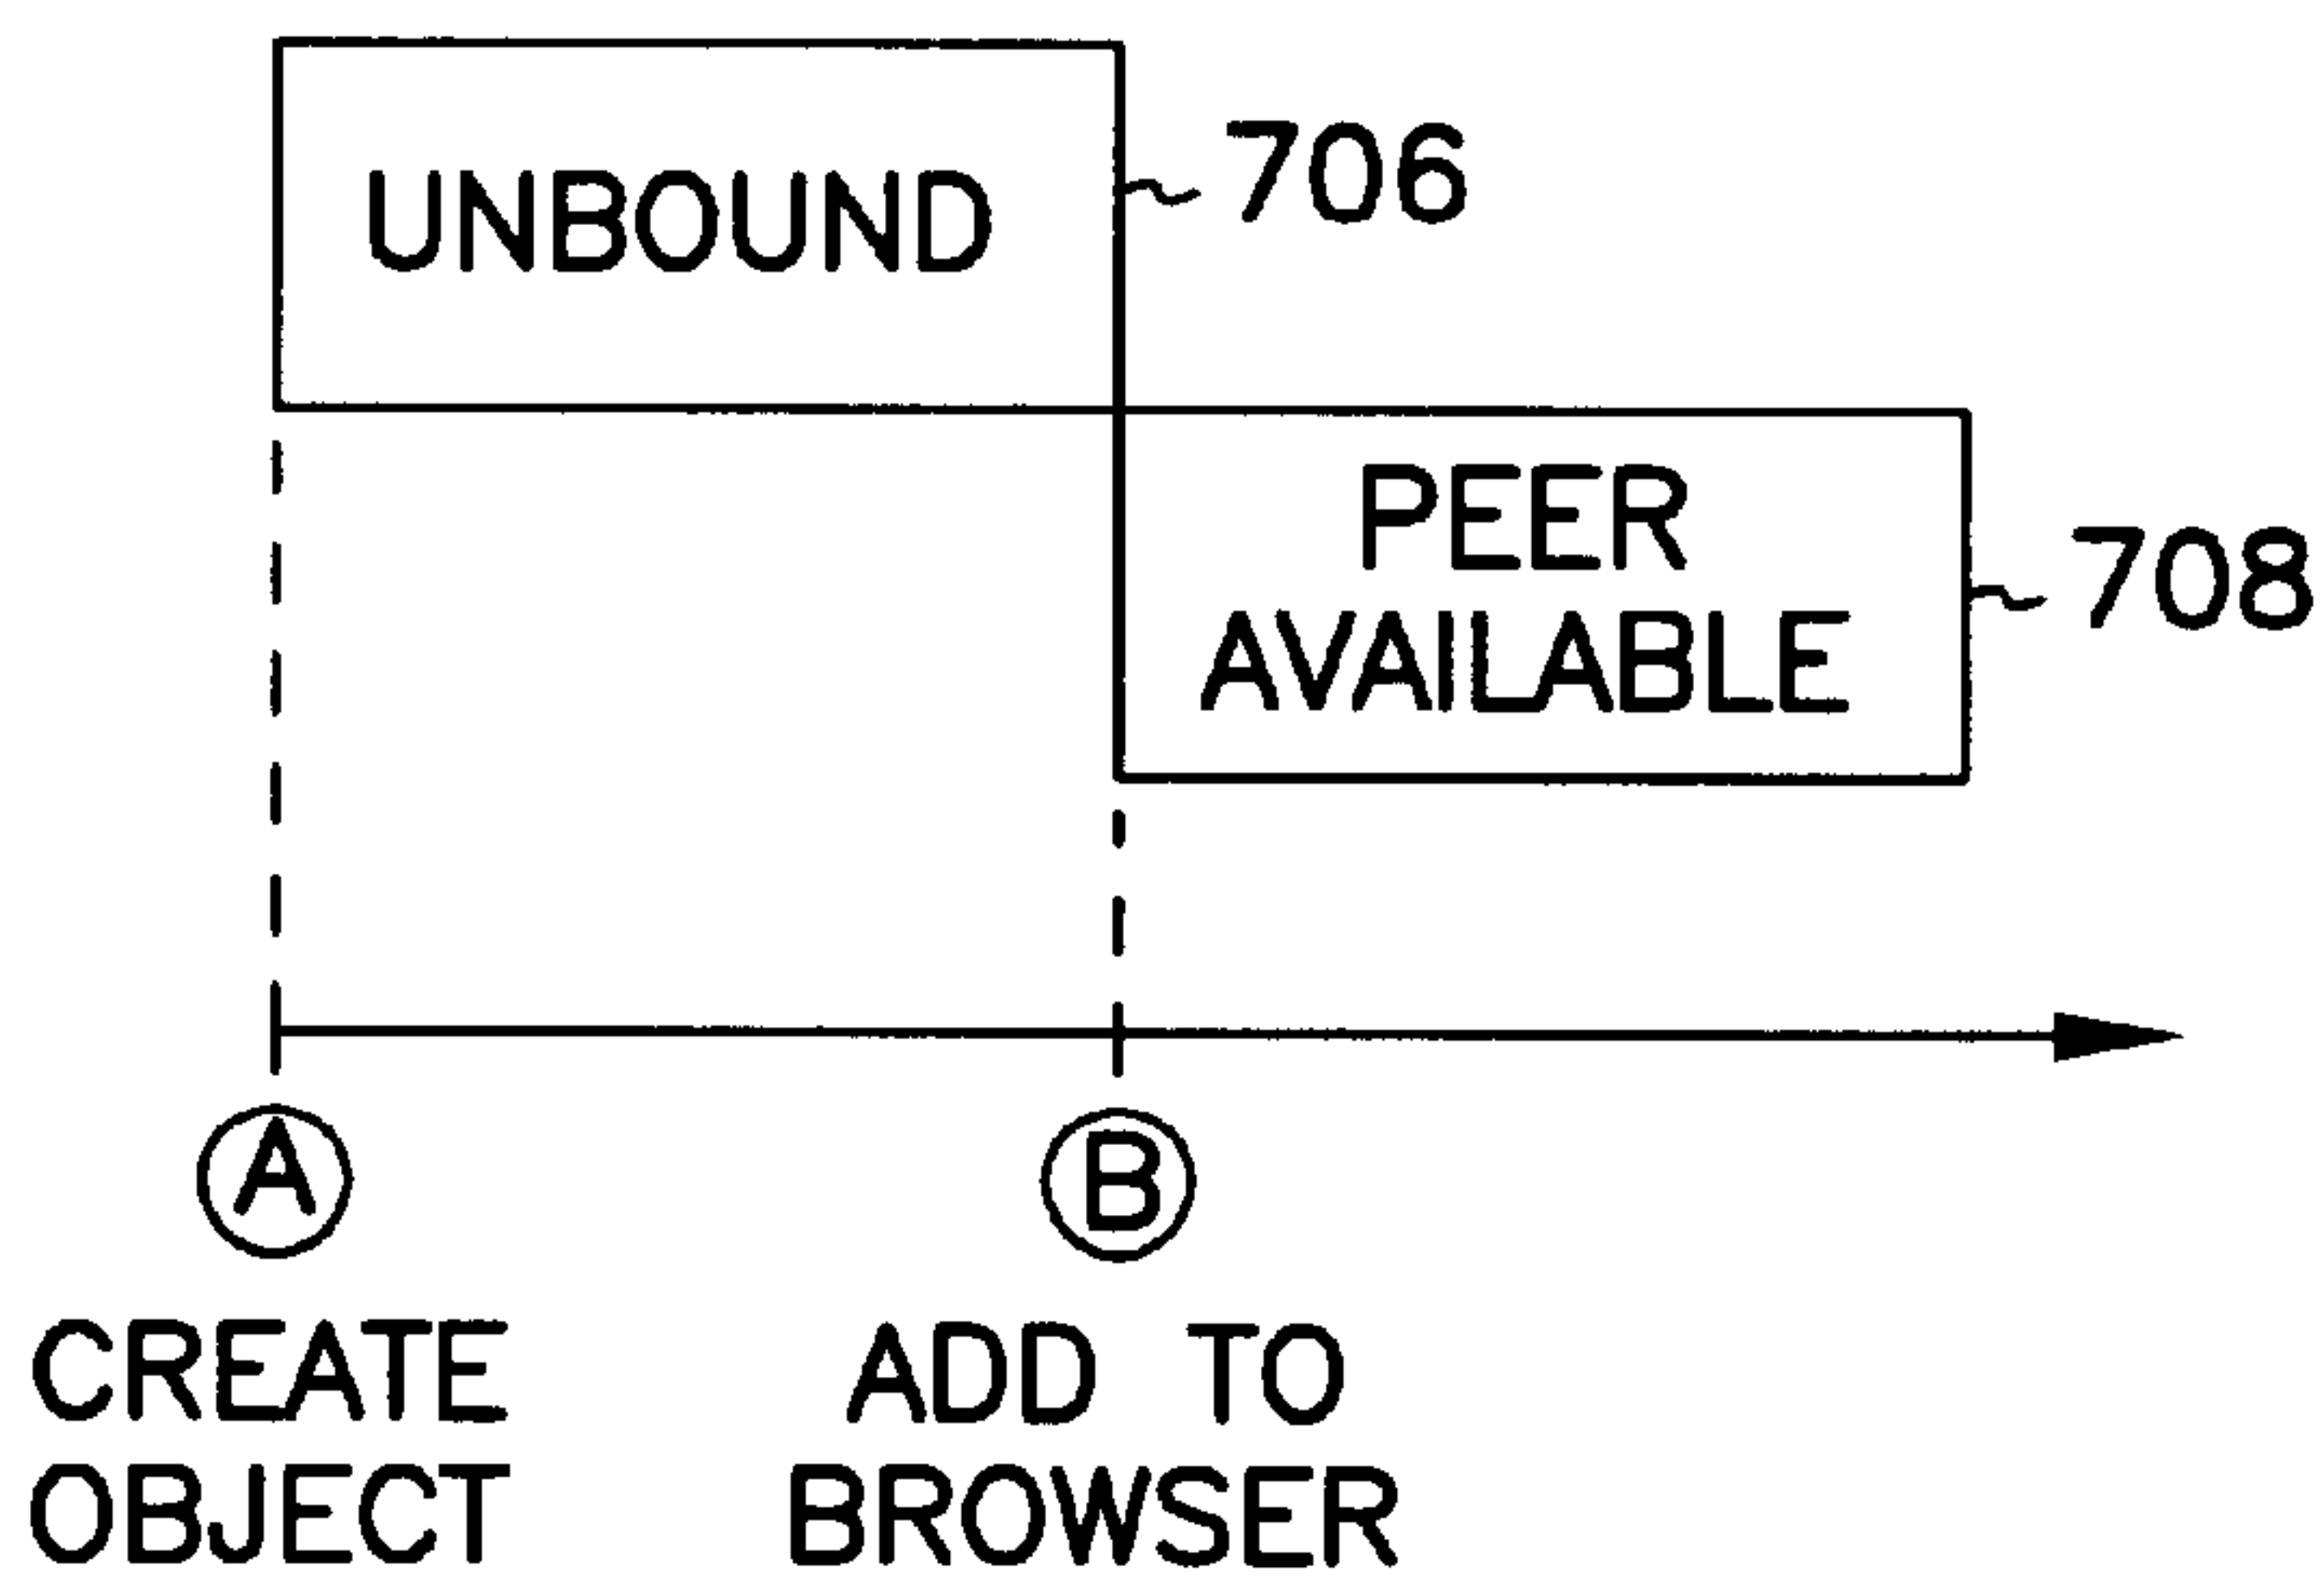 UNBOUND
706
PEER
AVAILABLE
708
A
B
CREATE
OBJECT
ADD TO
BROWSER